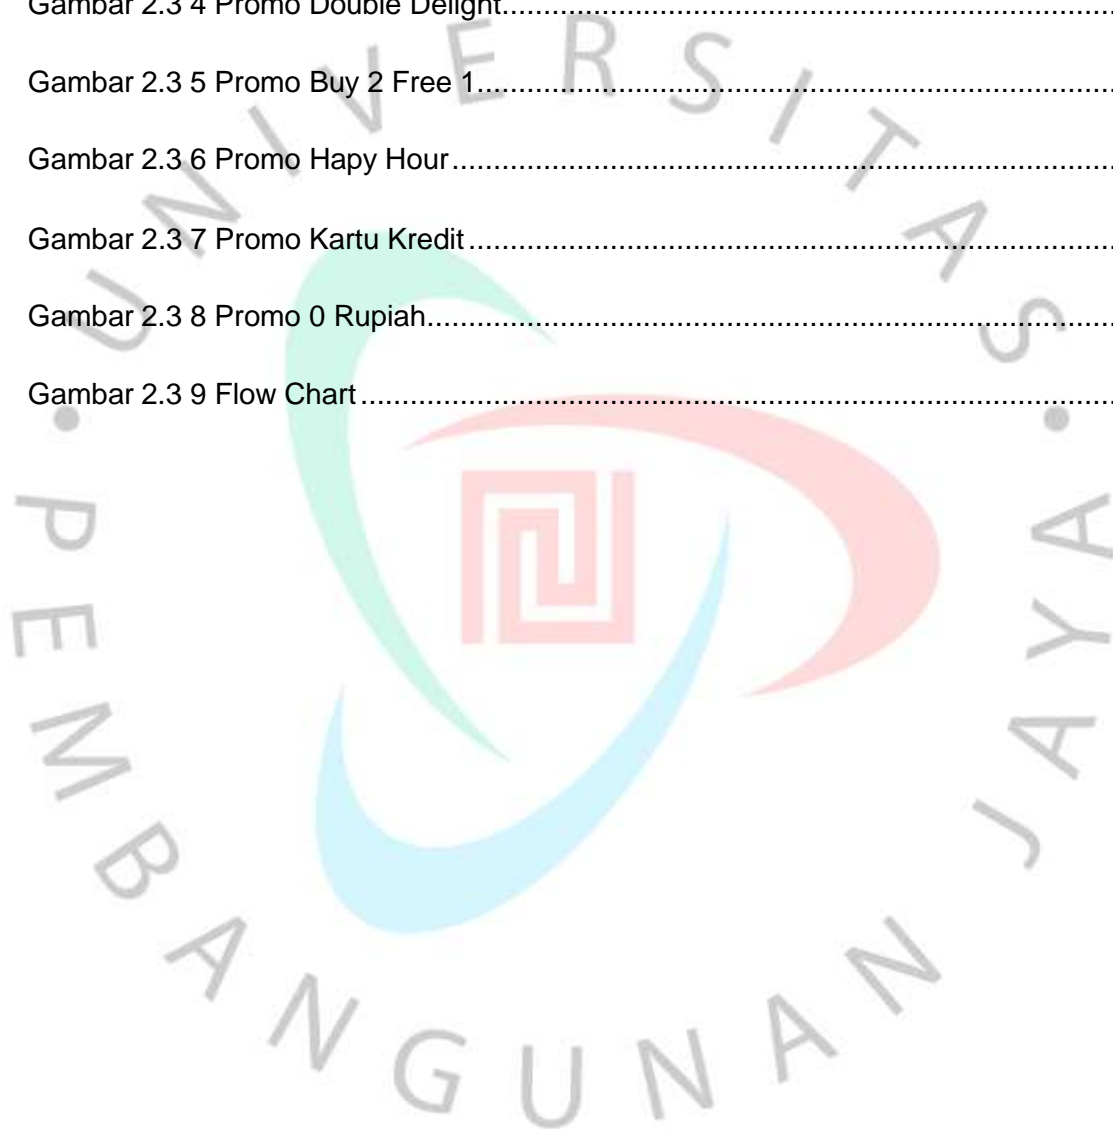 Gambar 2.3 4 Promo Double Delight..........................................................................
Gambar 2.3 5 Promo Buy 2 Free 1.............................................................................
Gambar 2.3 6 Promo Hapy Hour................................................................................
Gambar 2.3 7 Promo Kartu Kredit..............................................................................
Gambar 2.3 8 Promo 0 Rupiah...................................................................................
Gambar 2.3 9 Flow Chart...........................................................................................
UNIVERSITAS • PEMBANGUNAN JAYA •